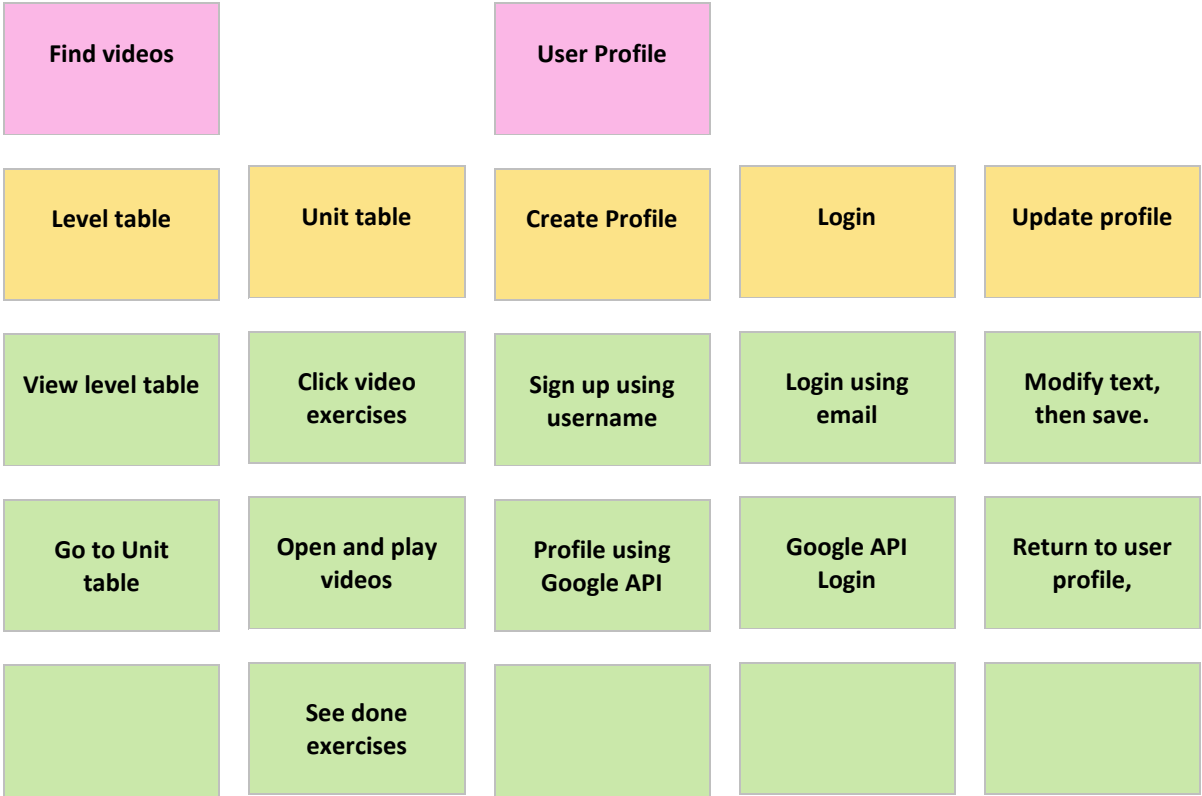 Find videos
User Profile
Level table
Unit table
Create Profile
Login
Update profile
View level table
Click video
exercises
Sign up using
username
Login using
email
Modify text,
then save.
Go to Unit
table
Open and play
videos
Profile using
Google API
Google API
Login
Return to user
profile,
See done
exercises